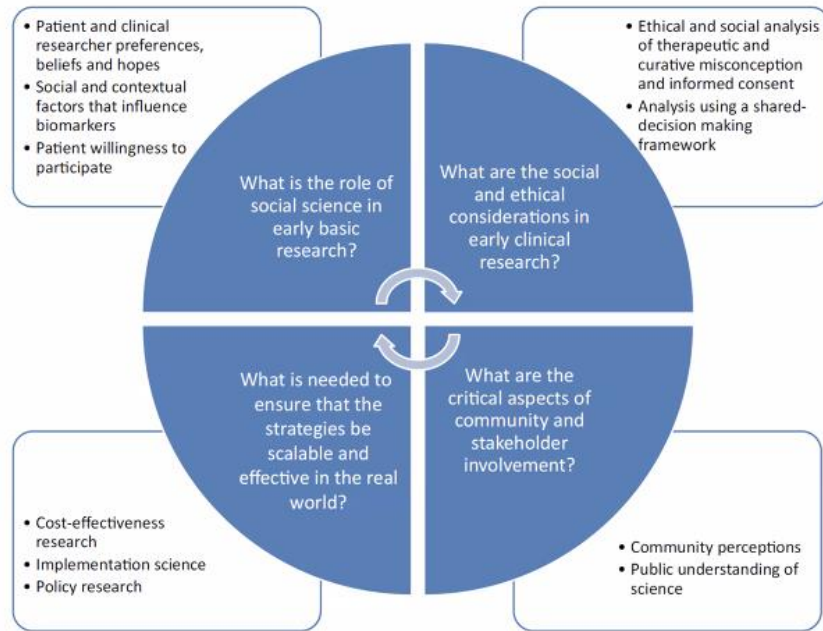 • Patient and clinical
researcher preferences,
beliefs and hopes
• Social and contextual
factors that influence
biomarkers
• Patient willingness to
participate
• Ethical and social analysis
of therapeutic and
curative misconception
and informed consent
• Analysis using a shared-
decision making
framework
What is the role of
social science in
early basic
research?
What are the social
and ethical
considerations in
early clinical
research?
What is needed to
ensure that the
strategies be
scalable and
effective in the real
world?
What are the
critical aspects of
community and
stakeholder
involvement?
• Cost-effectiveness
research
• Implementation science
• Policy research
• Community perceptions
• Public understanding of
science